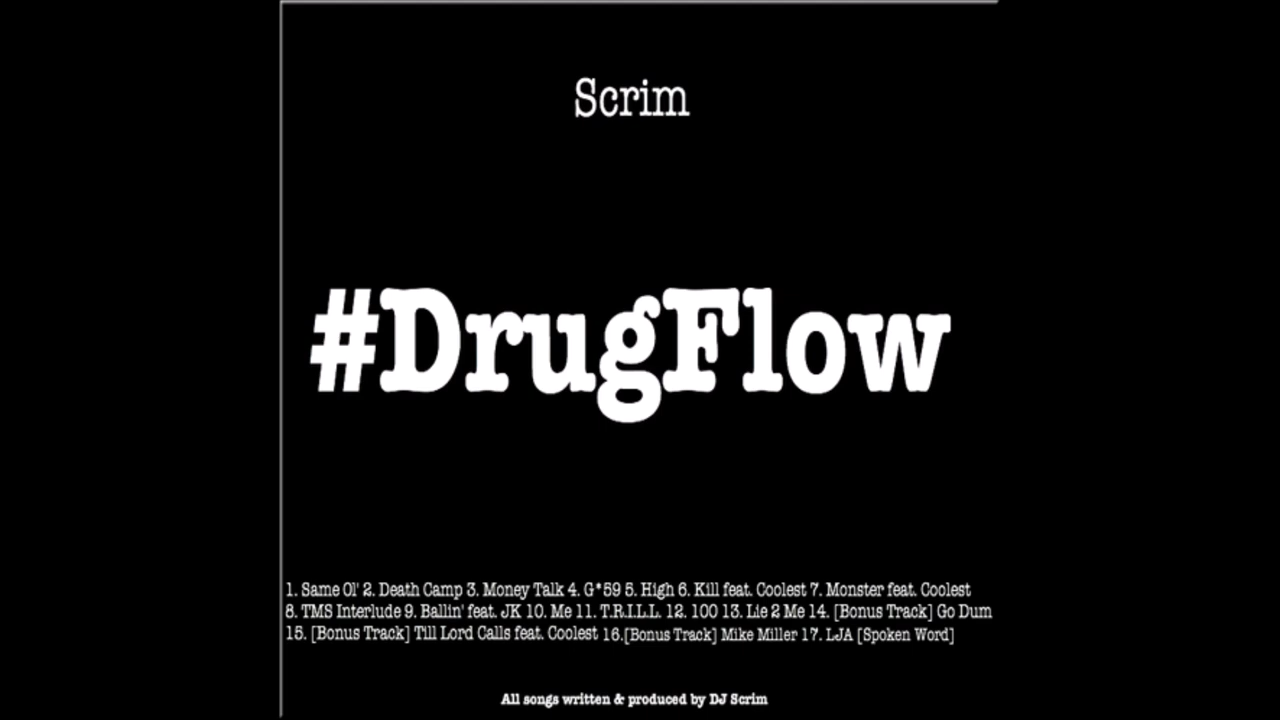 Scrim
#DrugFlow
1. Same Ol' 2. Death Camp 3. Money Talk 4. G*59 5. High 6. Kill feat. Coolest 7. Monster feat. Coolest
8. TMS Interlude 9. Ballin' feat. JK 10. Me 11. T.R.I.L.L. 12. 100 13. Lie 2 Me 14. [Bonus Track] Go Dum
15. [Bonus Track] Till Lord Calls feat. Coolest 16.[Bonus Track] Mike Miller 17. LJA [Spoken Word]
All songs written & produced by DJ Scrim